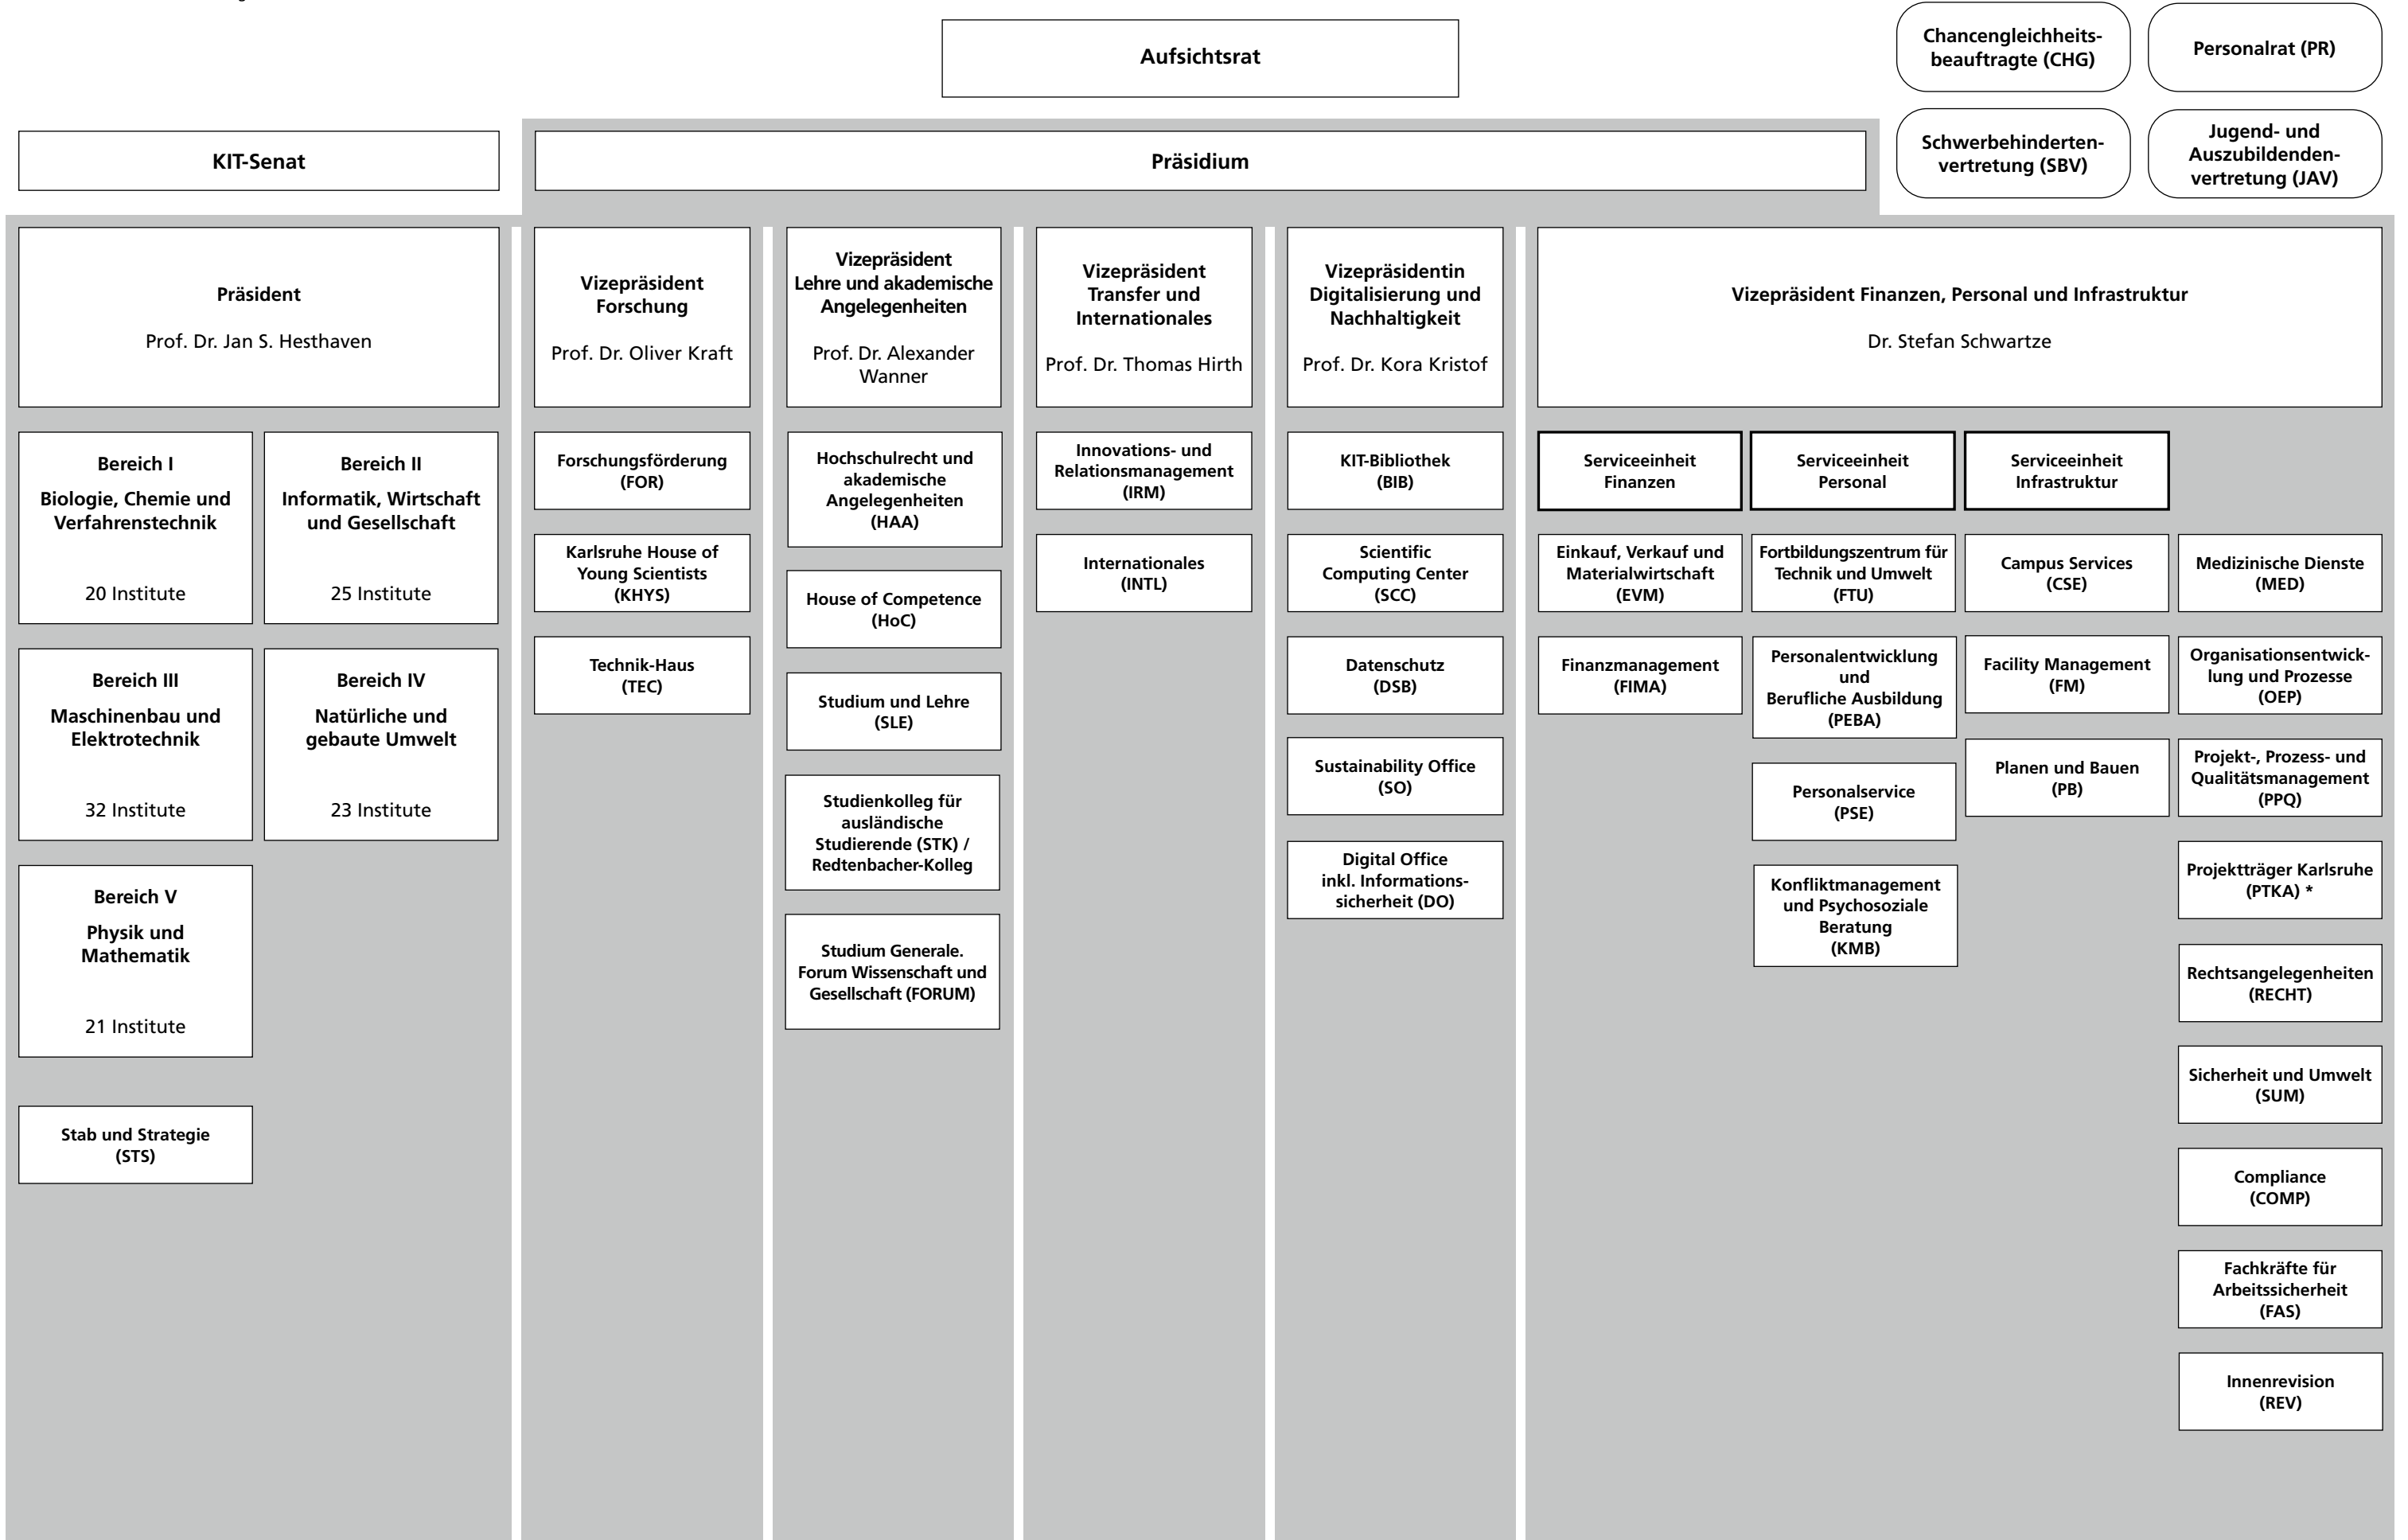 Aufsichtsrat
Chancengleichheits-
beauftragte (CHG)
Personalrat (PR)
Schwerbehinderten-
vertretung (SBV)
Jugend- und
Auszubildenden-
vertretung (JAV)
KIT-Senat
Präsidium
Präsident
Prof. Dr. Jan S. Hesthaven
Vizepräsident
Forschung
Prof. Dr. Oliver Kraft
Vizepräsident
Lehre und akademische
Angelegenheiten
Prof. Dr. Alexander
Wanner
Vizepräsident
Transfer und
Internationales
Prof. Dr. Thomas Hirth
Vizepräsidentin
Digitalisierung und
Nachhaltigkeit
Prof. Dr. Kora Kristof
Vizepräsident Finanzen, Personal und Infrastruktur
Dr. Stefan Schwartze
Bereich I
Biologie, Chemie und
Verfahrenstechnik
20 Institute
Bereich II
Informatik, Wirtschaft
und Gesellschaft
25 Institute
Bereich III
Maschinenbau und
Elektrotechnik
32 Institute
Bereich IV
Natürliche und
gebaute Umwelt
23 Institute
Bereich V
Physik und
Mathematik
21 Institute
Stab und Strategie
(STS)
Forschungsförderung
(FOR)
Karlsruhe House of
Young Scientists
(KHYS)
Technik-Haus
(TEC)
Hochschulrecht und
akademische
Angelegenheiten
(HAA)
House of Competence
(HoC)
Studium und Lehre
(SLE)
Studienkolleg für
ausländische
Studierende (STK) /
Redtenbacher-Kolleg
Studium Generale.
Forum Wissenschaft und
Gesellschaft (FORUM)
Innovations- und
Relationsmanagement
(IRM)
Internationales
(INTL)
KIT-Bibliothek
(BIB)
Scientific
Computing Center
(SCC)
Datenschutz
(DSB)
Sustainability Office
(SO)
Digital Office
inkl. Informations-
sicherheit (DO)
Serviceeinheit
Finanzen
Einkauf, Verkauf und
Materialwirtschaft
(EVM)
Finanzmanagement
(FIMA)
Serviceeinheit
Personal
Fortbildungszentrum für
Technik und Umwelt
(FTU)
Personalentwicklung
und
Berufliche Ausbildung
(PEBA)
Personalservice
(PSE)
Konfliktmanagement
und Psychosoziale
Beratung
(KMB)
Serviceeinheit
Infrastruktur
Campus Services
(CSE)
Facility Management
(FM)
Planen und Bauen
(PB)
Medizinische Dienste
(MED)
Organisationsentwick-
lung und Prozesse
(OEP)
Projekt-, Prozess- und
Qualitätsmanagement
(PPQ)
Projektträger Karlsruhe
(PTKA) *
Rechtsangelegenheiten
(RECHT)
Sicherheit und Umwelt
(SUM)
Compliance
(COMP)
Fachkräfte für
Arbeitssicherheit
(FAS)
Innenrevision
(REV)